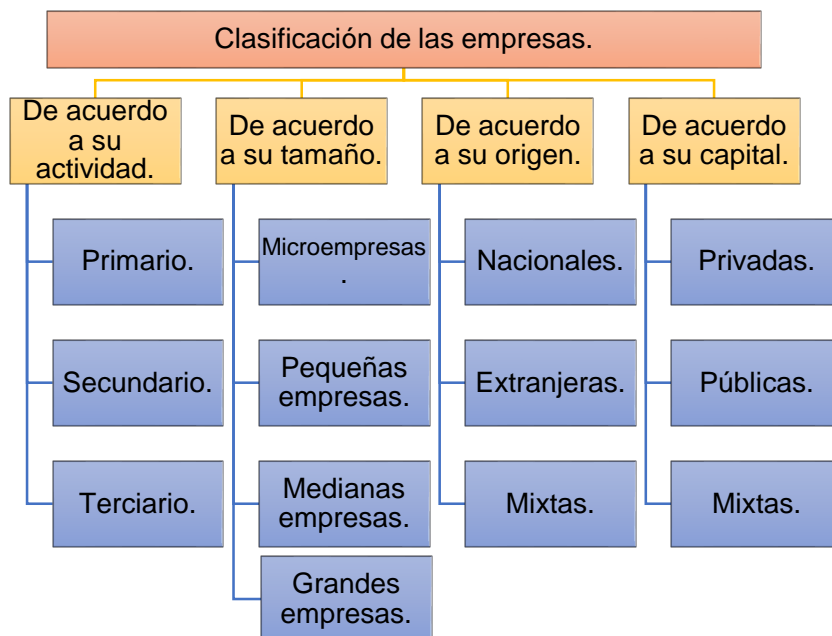 Clasificación de las empresas.
De acuerdo
a su
actividad.
Primario.
Secundario.
Terciario.
De acuerdo
a su tamaño.
Microempresas
.
Pequeñas
empresas.
Medianas
empresas.
Grandes
empresas.
De acuerdo
a su origen.
Nacionales.
Extranjeras.
Mixtas.
De acuerdo
a su capital.
Privadas.
Públicas.
Mixtas.